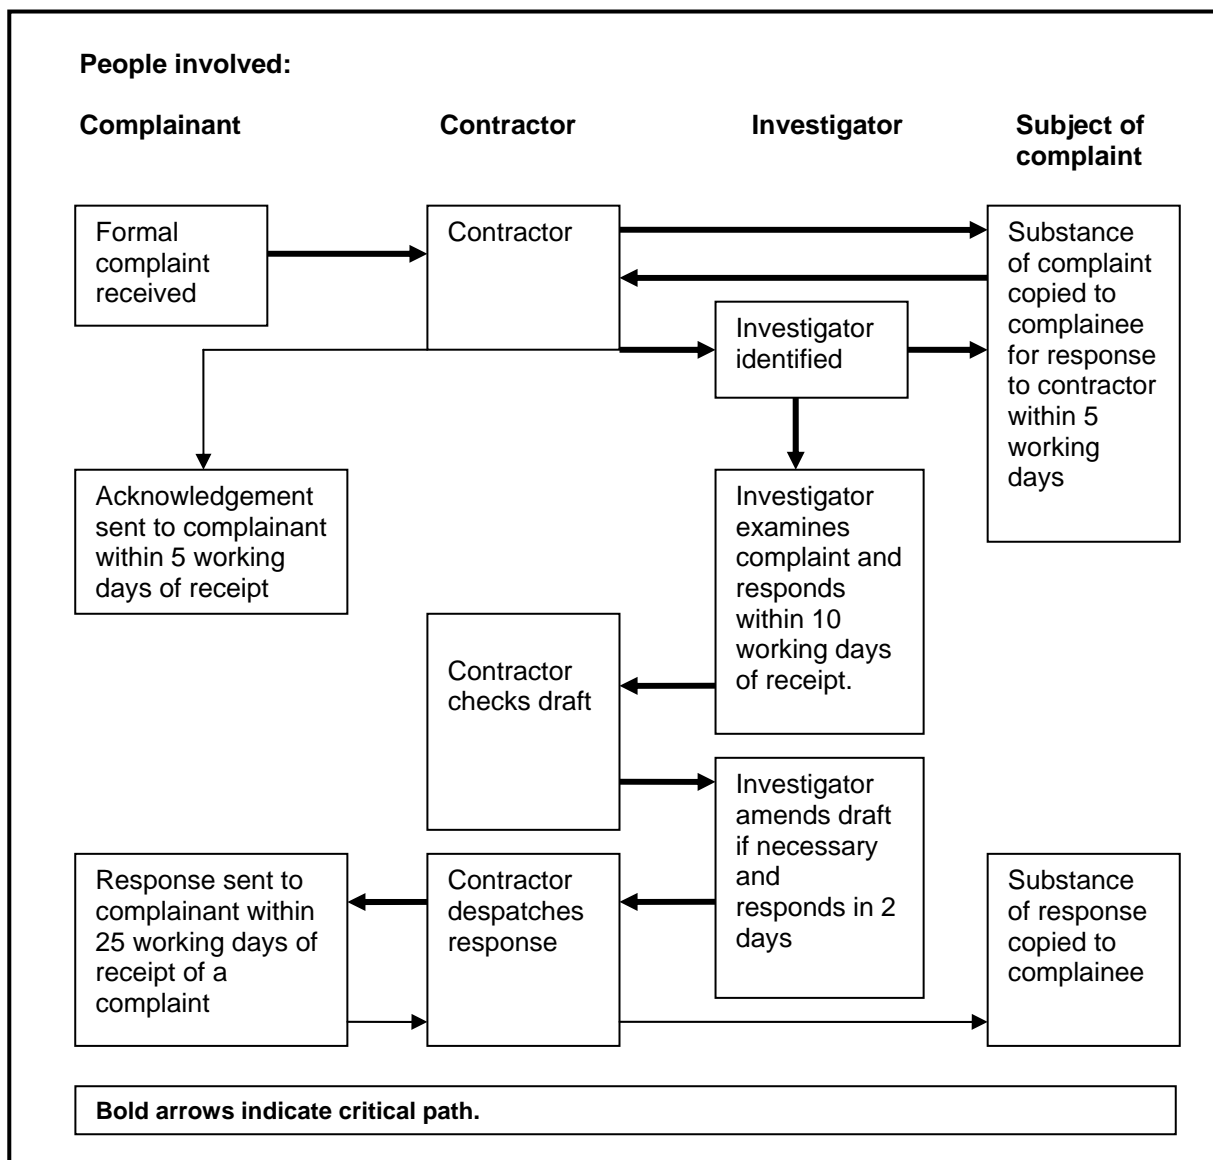 People involved:
Complainant
Contractor
Investigator
Subject of
complaint
Formal
complaint
received
Contractor
Substance
of complaint
copied to
complainee
for response
to contractor
within 5
working
days
Investigator
identified
Acknowledgement
sent to complainant
within 5 working
days of receipt
Investigator
examines
complaint and
responds
within 10
working days
of receipt.
Contractor
checks draft
Investigator
amends draft
if necessary
and
responds in 2
days
Response sent to
complainant within
25 working days of
receipt of a
complaint
Contractor
despatches
response
Substance
of response
copied to
complainee
Bold arrows indicate critical path.